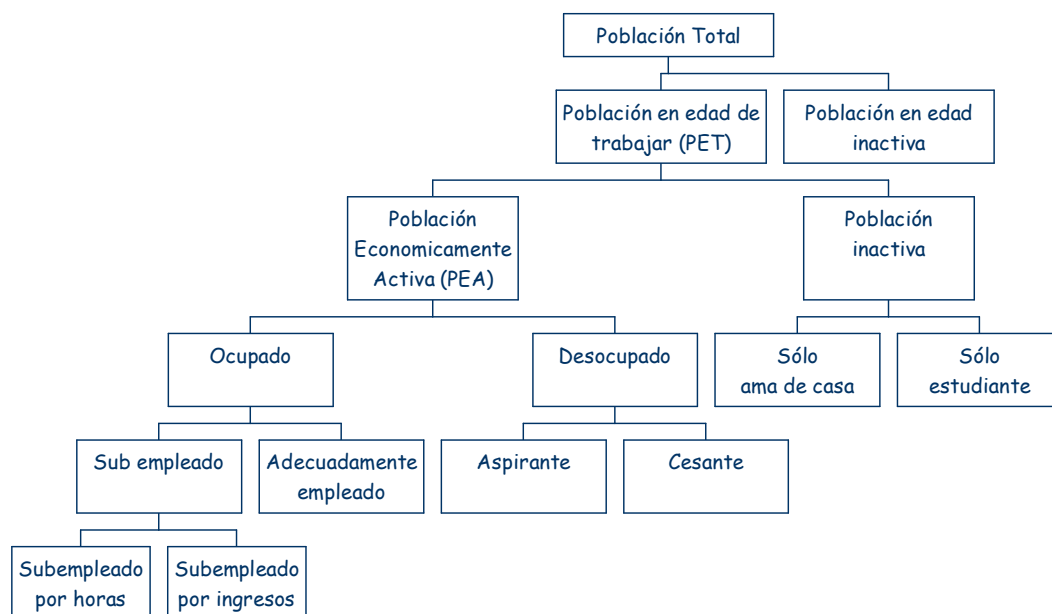 Población Total
Población en edad de
trabajar (PET)
Población en edad
inactiva
Población
Economicamente
Activa (PEA)
Población
inactiva
Ocupado
Desocupado
Sólo
ama de casa
Sólo
estudiante
Sub empleado
Adecuadamente
empleado
Aspirante
Cesante
Subempleado
por horas
Subempleado
por ingresos